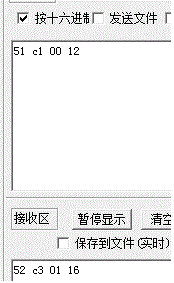 按十六进制 发送文件
51 c1 00 12
接收区 暂停显示 清空
保存到文件(实时)
52 c3 01 16